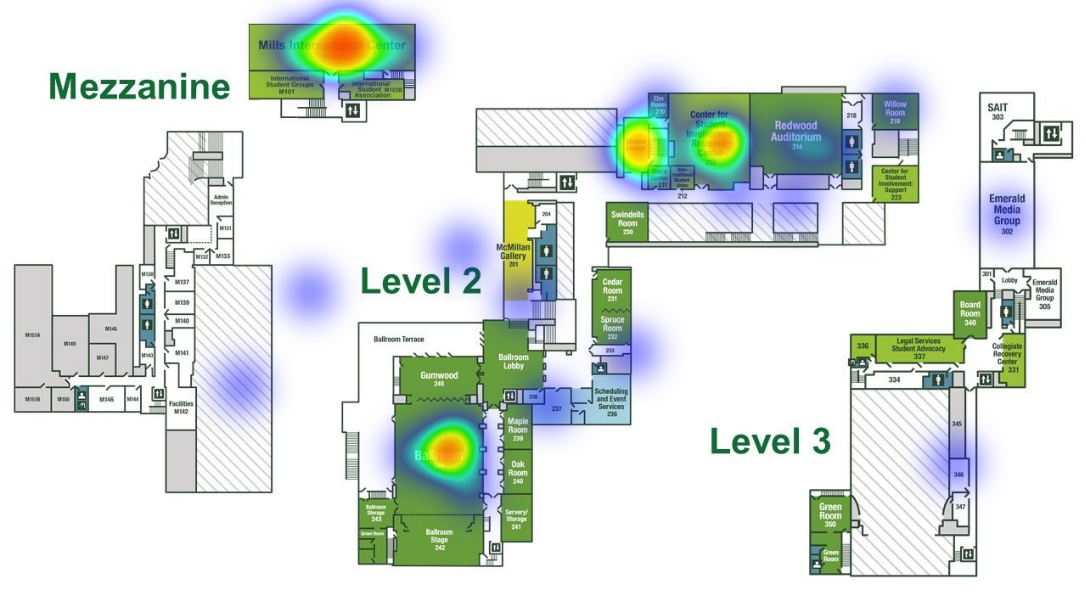 Mills International Center
Mezzanine
International
Student Groups
M101
International
Student M103B
Association
Admin
Reception
M131
M132
M133
M138
M137
M139
M140
M141
M143
M151A
M149
M145
M147
M151B
M150
M146
M144
Facilities
M142
Level 2
Elm
Room
Center for
Student
Redwood
Auditorium
214
218
Willow
Room
219
Center for
Student
Involvement:
Support
223
212
Swindells
Room
230
204
McMillan
Gallery
201
Cedar
Room
231
Spruce
Room
232
233
Ballroom Terrace
Ballroom
Lobby
Gumwood
245
237
Scheduling
and Event
Services
236
Maple
Room
239
Oak
Room
240
Servery/
Storage
241
Ballroom
Storage
243
Green Room
Ballroom
Stage
242
Level 3
SAIT
303
Emerald
Media
Group
302
301
Lobby
Emerald
Media
Group
305
Board
Room
340
336
Legal Services
Student Advocacy
337
Collegiate
Recovery
Center
331
334
345
346
347
Green
Room
350
Green
Room